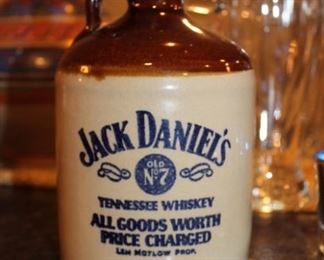 JACK DANIEL'S
OLD
No 7
TENNESSEE WHISKEY
ALL GOODS WORTH
PRICE CHARGED
LEM MOTLOW PROP.